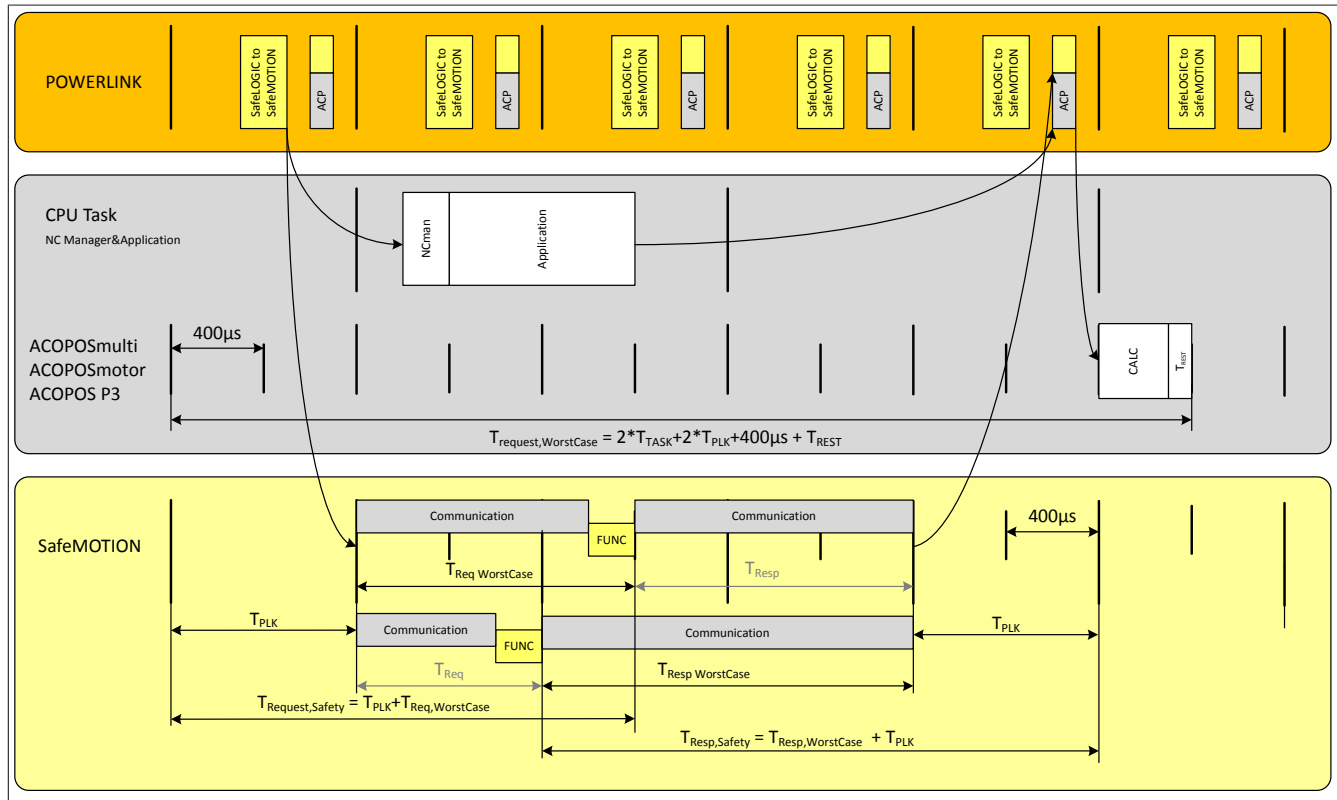 POWERLINK
SafeLOGIC to
SafeMOTION
ACP
SafeLOGIC to
SafeMOTION
ACP
SafeLOGIC to
SafeMOTION
ACP
SafeLOGIC to
SafeMOTION
ACP
SafeLOGIC to
SafeMOTION
ACP
SafeLOGIC to
SafeMOTION
ACP
CPU Task
NC Manager&Application
NCman
Application
ACOPOSmulti
ACOPOSmotor
ACOPOS P3
400µs
CALC
TREST
Trequest,WorstCase = 2*TTASK+2*TPLK+400µs + TREST
SafeMOTION
Communication
FUNC
Communication
400µs
TReq WorstCase
TResp
TPLK
Communication
FUNC
Communication
TPLK
TReq
TResp WorstCase
TRequest,Safety = TPLK+TReq,WorstCase
TResp,Safety = TResp,WorstCase + TPLK